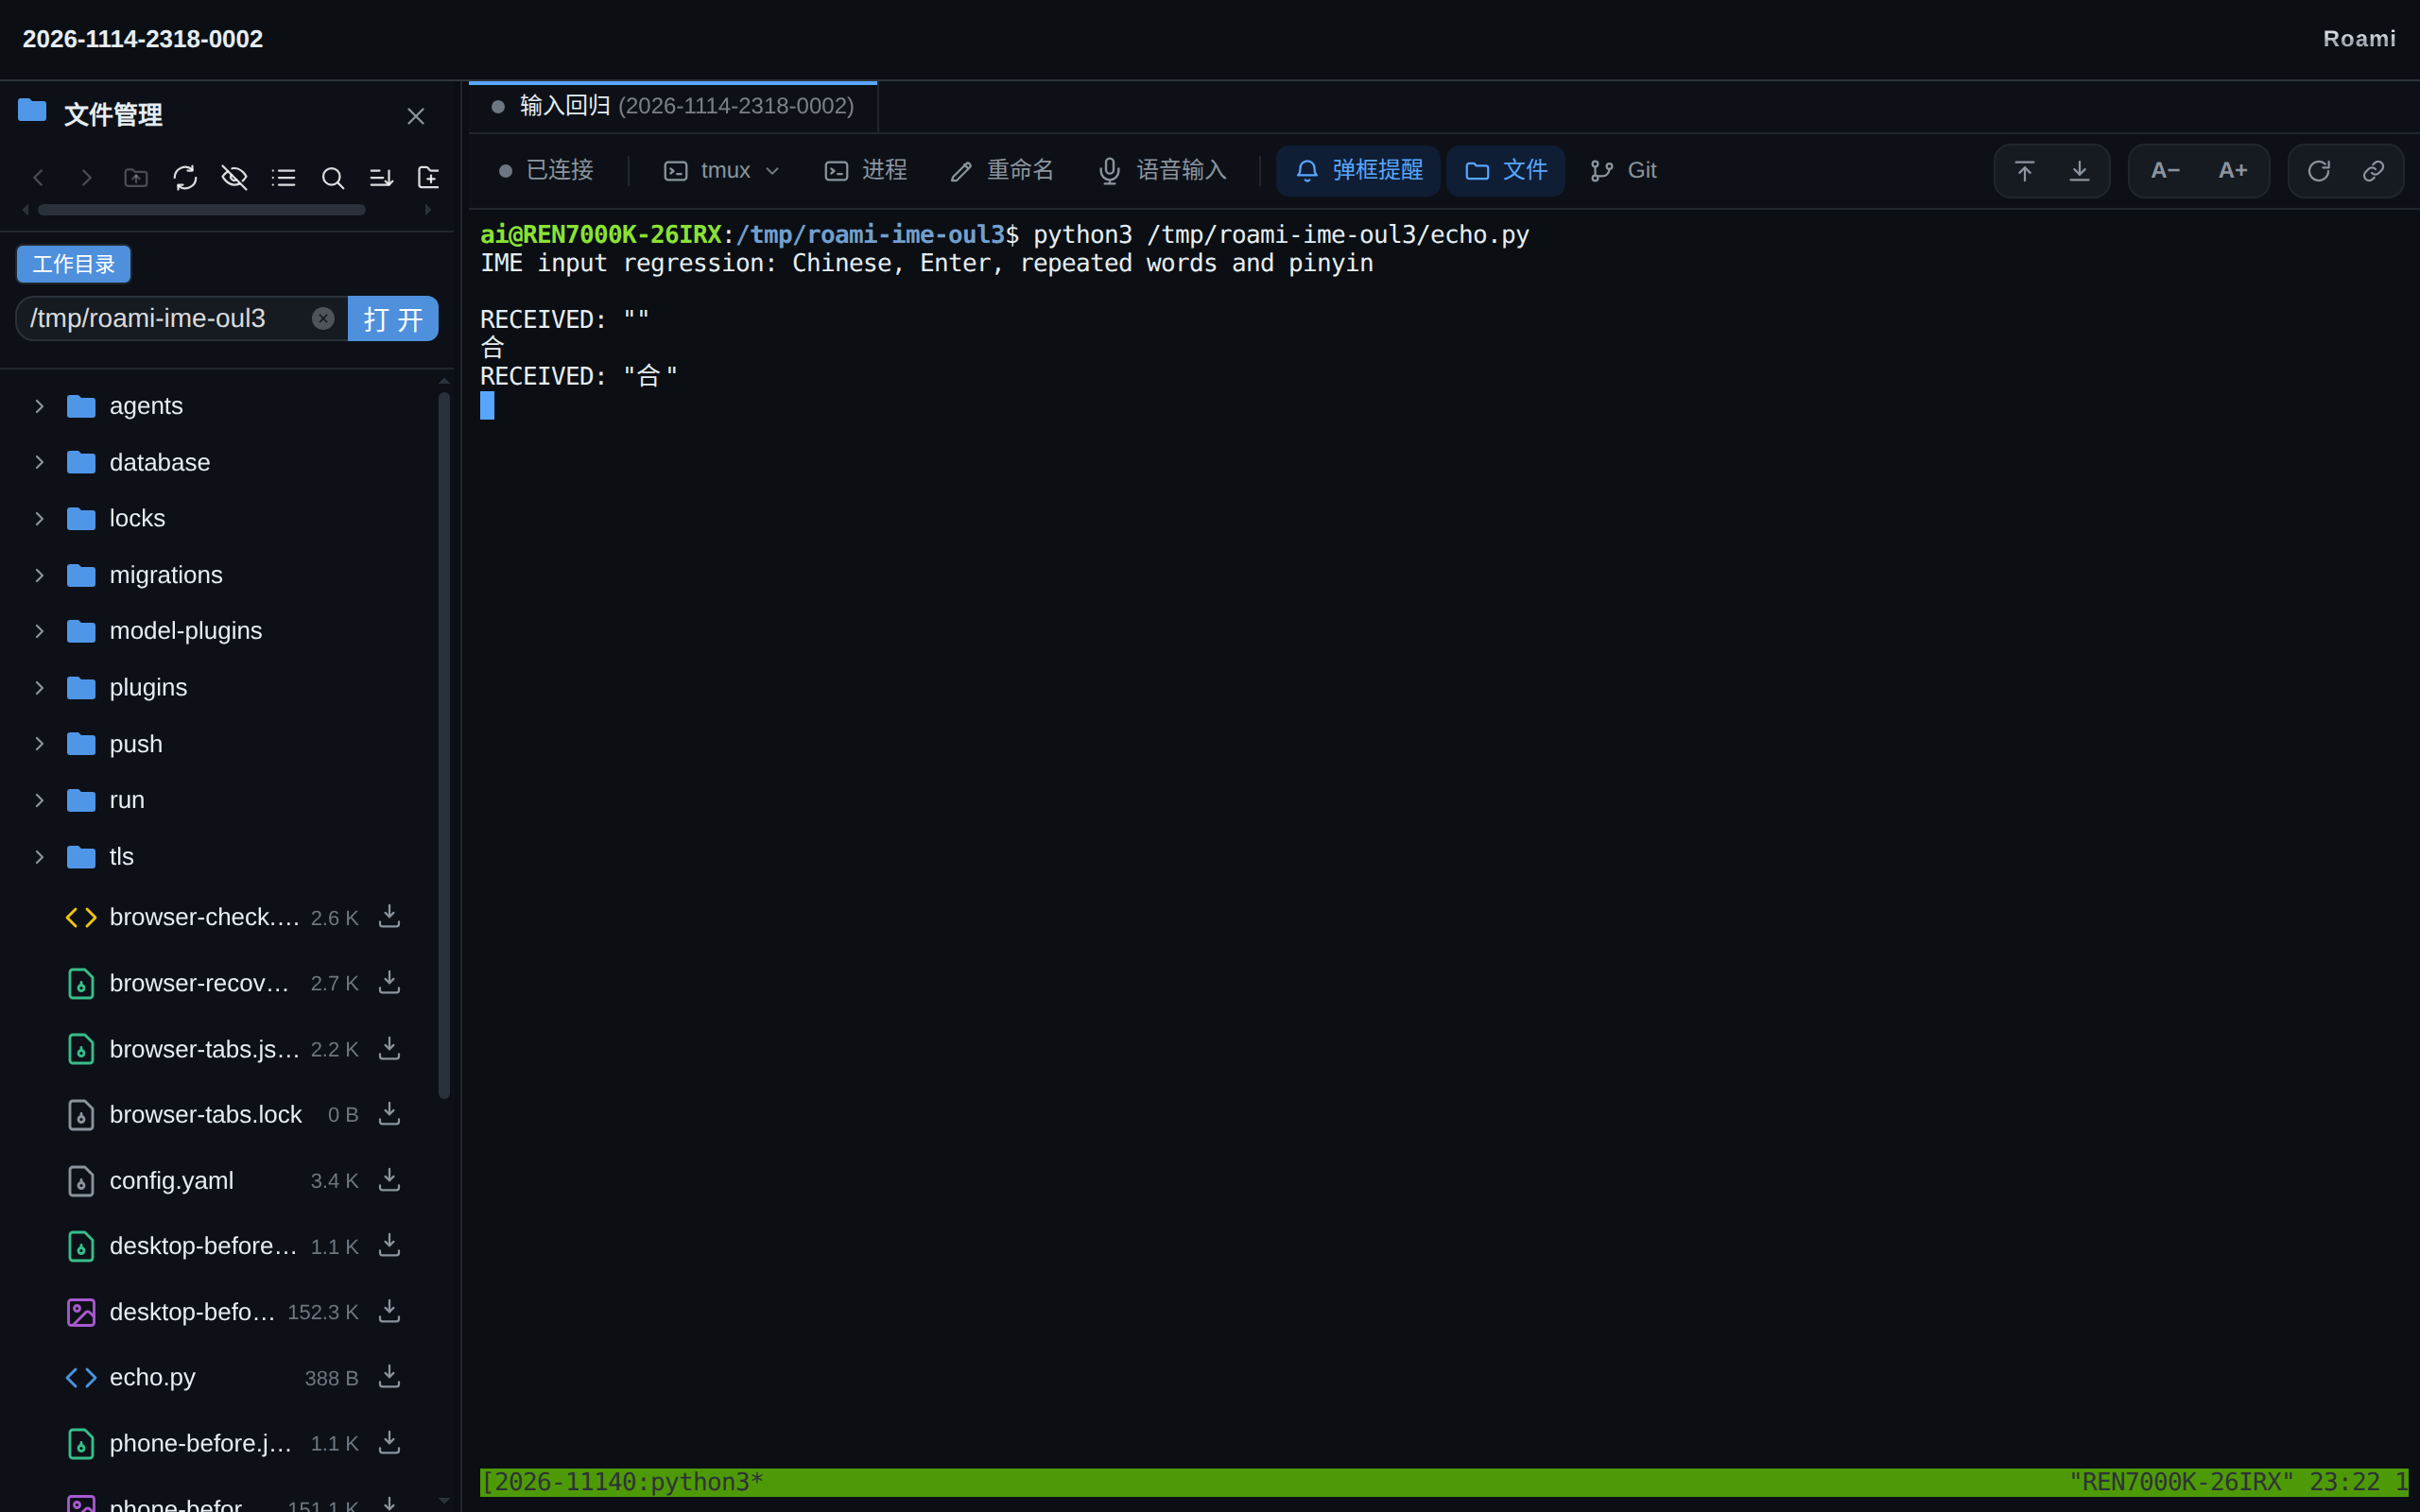 2026-1114-2318-0002
Roami
文件管理
工作目录
/tmp/roami-ime-oul3
打 开
agents
database
locks
migrations
model-plugins
plugins
push
run
tls
browser-check.… 2.6 K
browser-recov… 2.7 K
browser-tabs.js… 2.2 K
browser-tabs.lock 0 B
config.yaml 3.4 K
desktop-before… 1.1 K
desktop-befo… 152.3 K
echo.py 388 B
phone-before.j… 1.1 K
phone-befor… 151.1 K
输入回归 (2026-1114-2318-0002)
已连接 tmux 进程 重命名 语音输入 弹框提醒 文件 Git A− A+
ai@REN7000K-26IRX:/tmp/roami-ime-oul3$ python3 /tmp/roami-ime-oul3/echo.py
IME input regression: Chinese, Enter, repeated words and pinyin
RECEIVED: ""
合
RECEIVED: "合"
[2026-11140:python3* "REN7000K-26IRX" 23:22 1